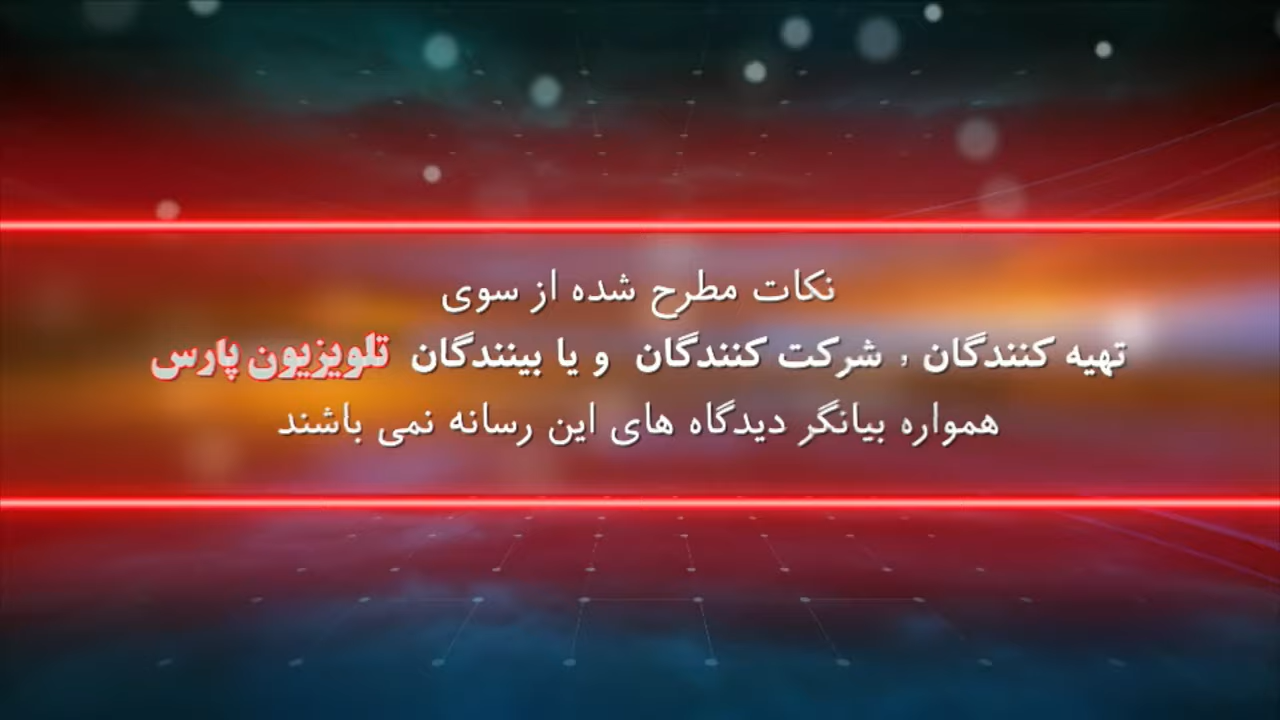 نکات مطرح شده از سوی
تهیه کنندگان , شرکت کنندگان و یا بینندگان تلویزیون پارس
همواره بیانگر دیدگاه های این رسانه نمی باشند